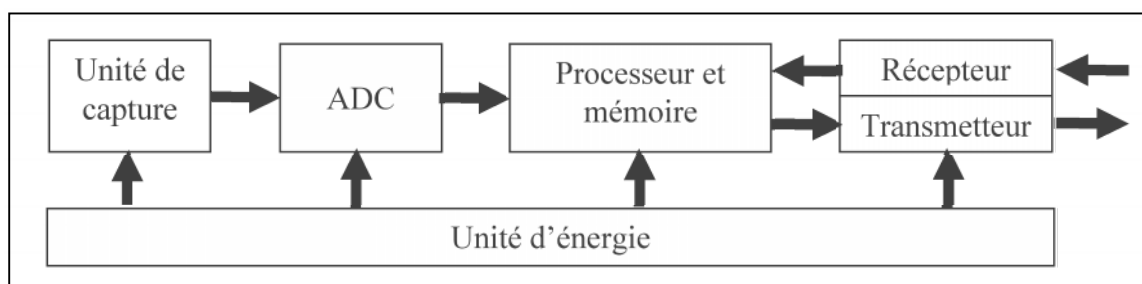 Unité de
capture
ADC
Processeur et
mémoire
Récepteur
Transmetteur
Unité d’énergie